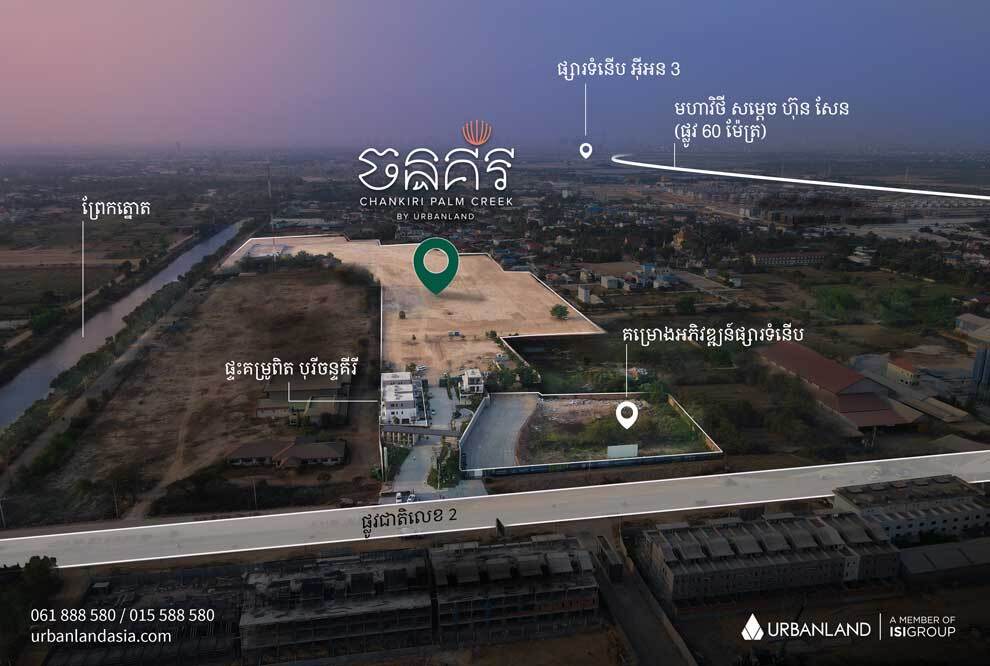 ផ្សារទំនើប អ៊ីអន 3
មហាវិថី សម្តេច ហ៊ុន សែន
(ផ្លូវ 60 ម៉ែត្រ)
ចន្ទគីរី
CHANKIRI PALM CREEK
BY URBANLAND
ព្រែកត្នោត
គម្រោងអភិវឌ្ឍន៍ផ្សារទំនើប
ផ្ទះគម្រូពិត បុរីចន្ទគីរី
ផ្លូវជាតិលេខ 2
061 888 580 / 015 588 580
urbanlandasia.com
URBANLAND
A MEMBER OF
ISIGROUP